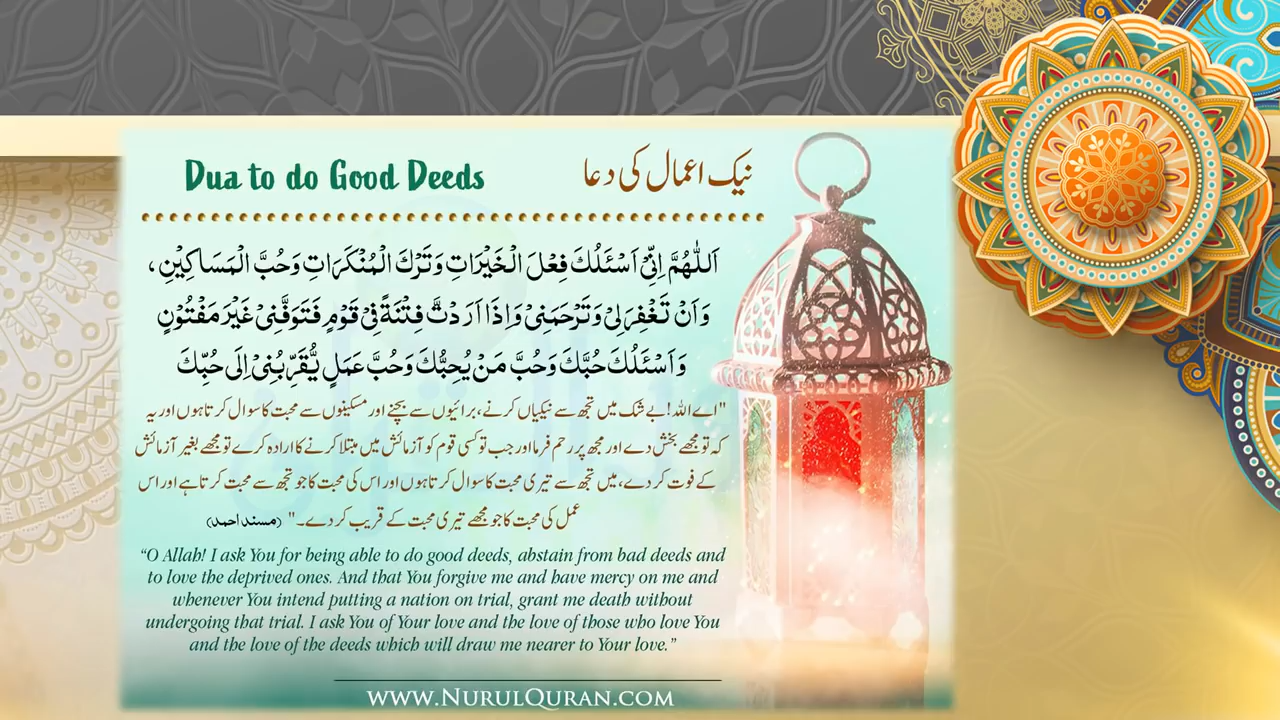 Dua to do Good Deeds
نیک اعمال کی دعا
اَللّٰهُمَّ اِنِّیْ اَسْئَلُكَ فِعْلَ الْخَیْرَاتِ وَتَرْكَ الْمُنْكَرَاتِ وَحُبَّ الْمَسَاكِیْنِ ،
وَاَنْ تَغْفِرَ لِیْ وَتَرْحَمَنِیْ وَاِذَا اَرَدْتَّ فِتْنَةً فِیْ قَوْمٍ فَتَوَفَّنِیْ غَیْرَ مَفْتُوْنٍ
وَاَسْئَلُكَ حُبَّكَ وَحُبَّ مَنْ یُحِبُّكَ وَحُبَّ عَمَلٍ یُّقَرِّبُنِیْ اِلَی حُبِّكَ
"اے اللہ! بے شک میں تجھ سے نیکیاں کرنے، برائیوں سے بچنے اور مسکینوں سے محبت کا سوال کرتا ہوں اور یہ
کہ تو مجھے بخش دے اور مجھ پر رحم فرما اور جب تو کسی قوم کو آزمائش میں مبتلا کرنے کا ارادہ کرے تو مجھے بغیر آزمائش
کے فوت کر دے، میں تجھ سے تیری محبت کا سوال کرتا ہوں اور اس کی محبت کا جو تجھ سے محبت کرتا ہے اور اس
عمل کی محبت کا جو مجھے تیری محبت کے قریب کر دے۔" (مسند احمد)
“O Allah! I ask You for being able to do good deeds, abstain from bad deeds and
to love the deprived ones. And that You forgive me and have mercy on me and
whenever You intend putting a nation on trial, grant me death without
undergoing that trial. I ask You of Your love and the love of those who love You
and the love of the deeds which will draw me nearer to Your love.”
www.NurulQuran.com